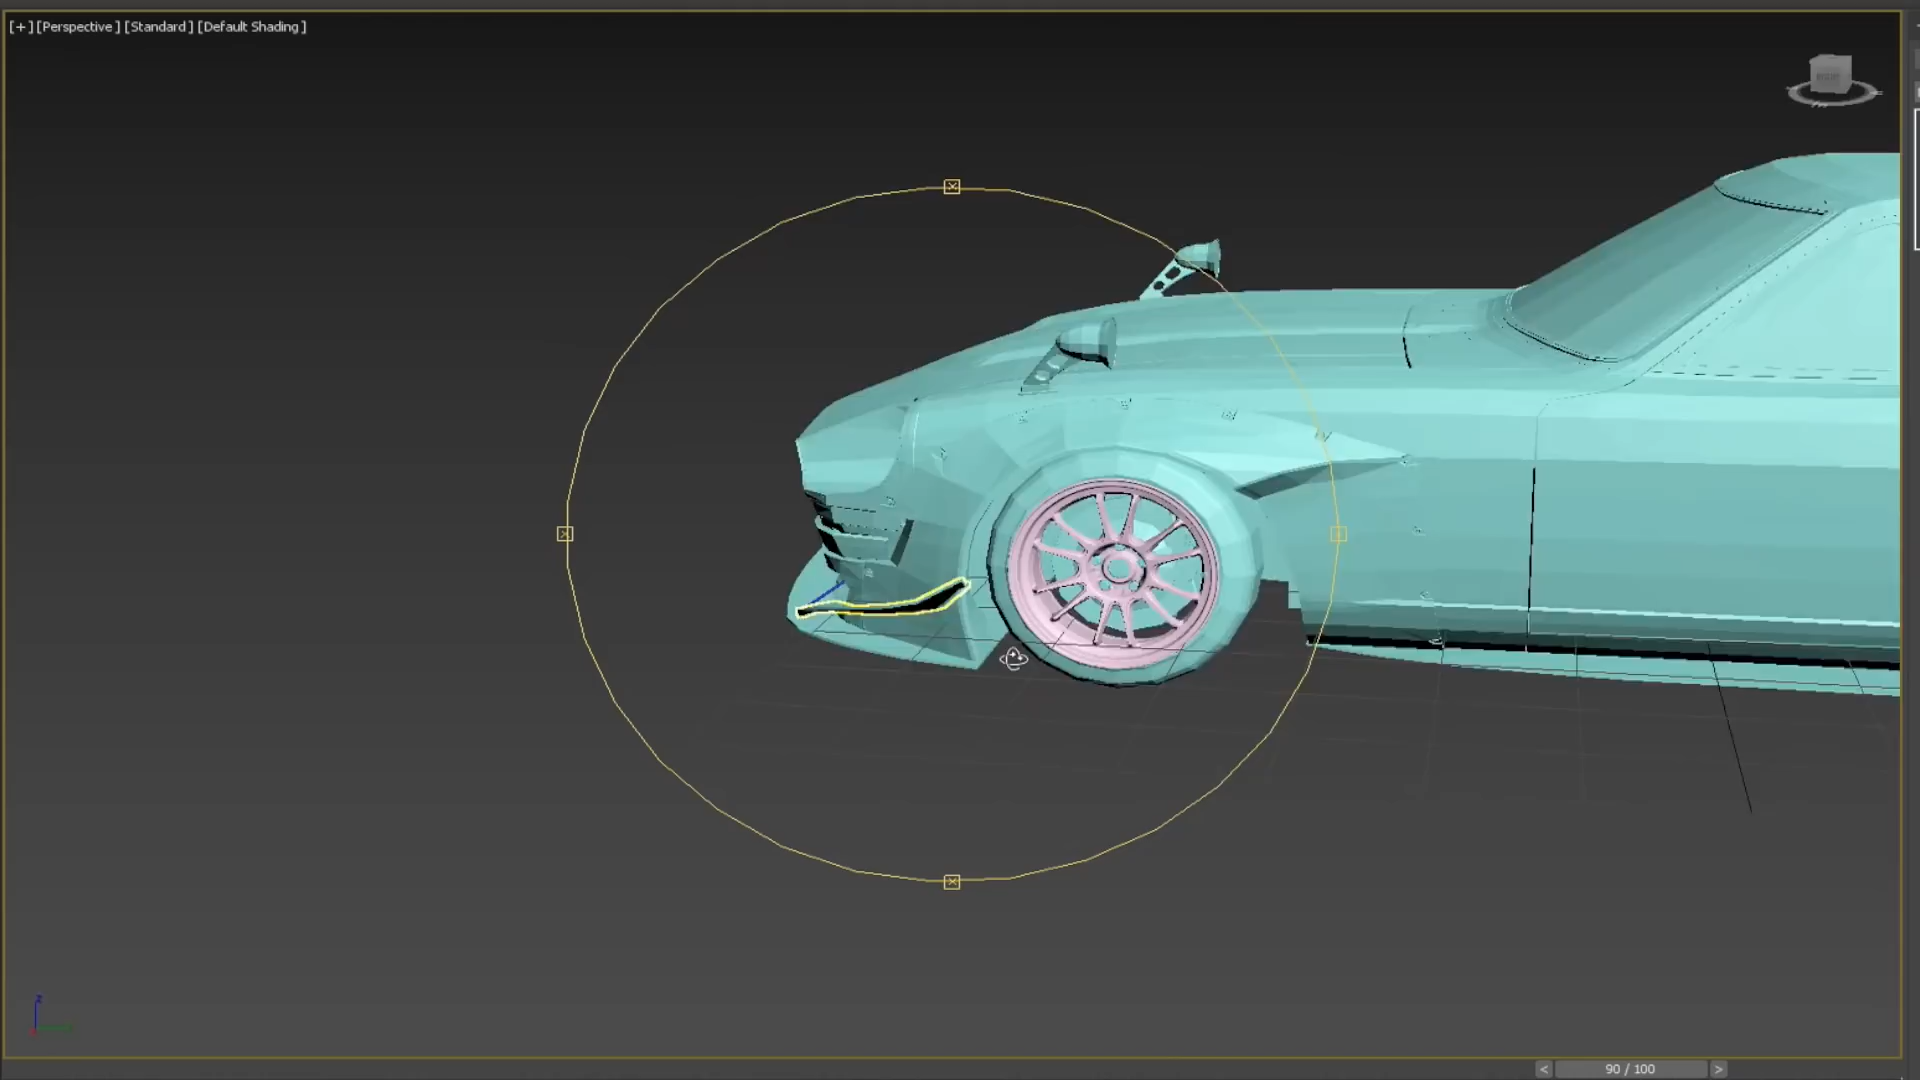 [+] [Perspective ] [Standard ] [Default Shading ]
z
< 90 / 100 >